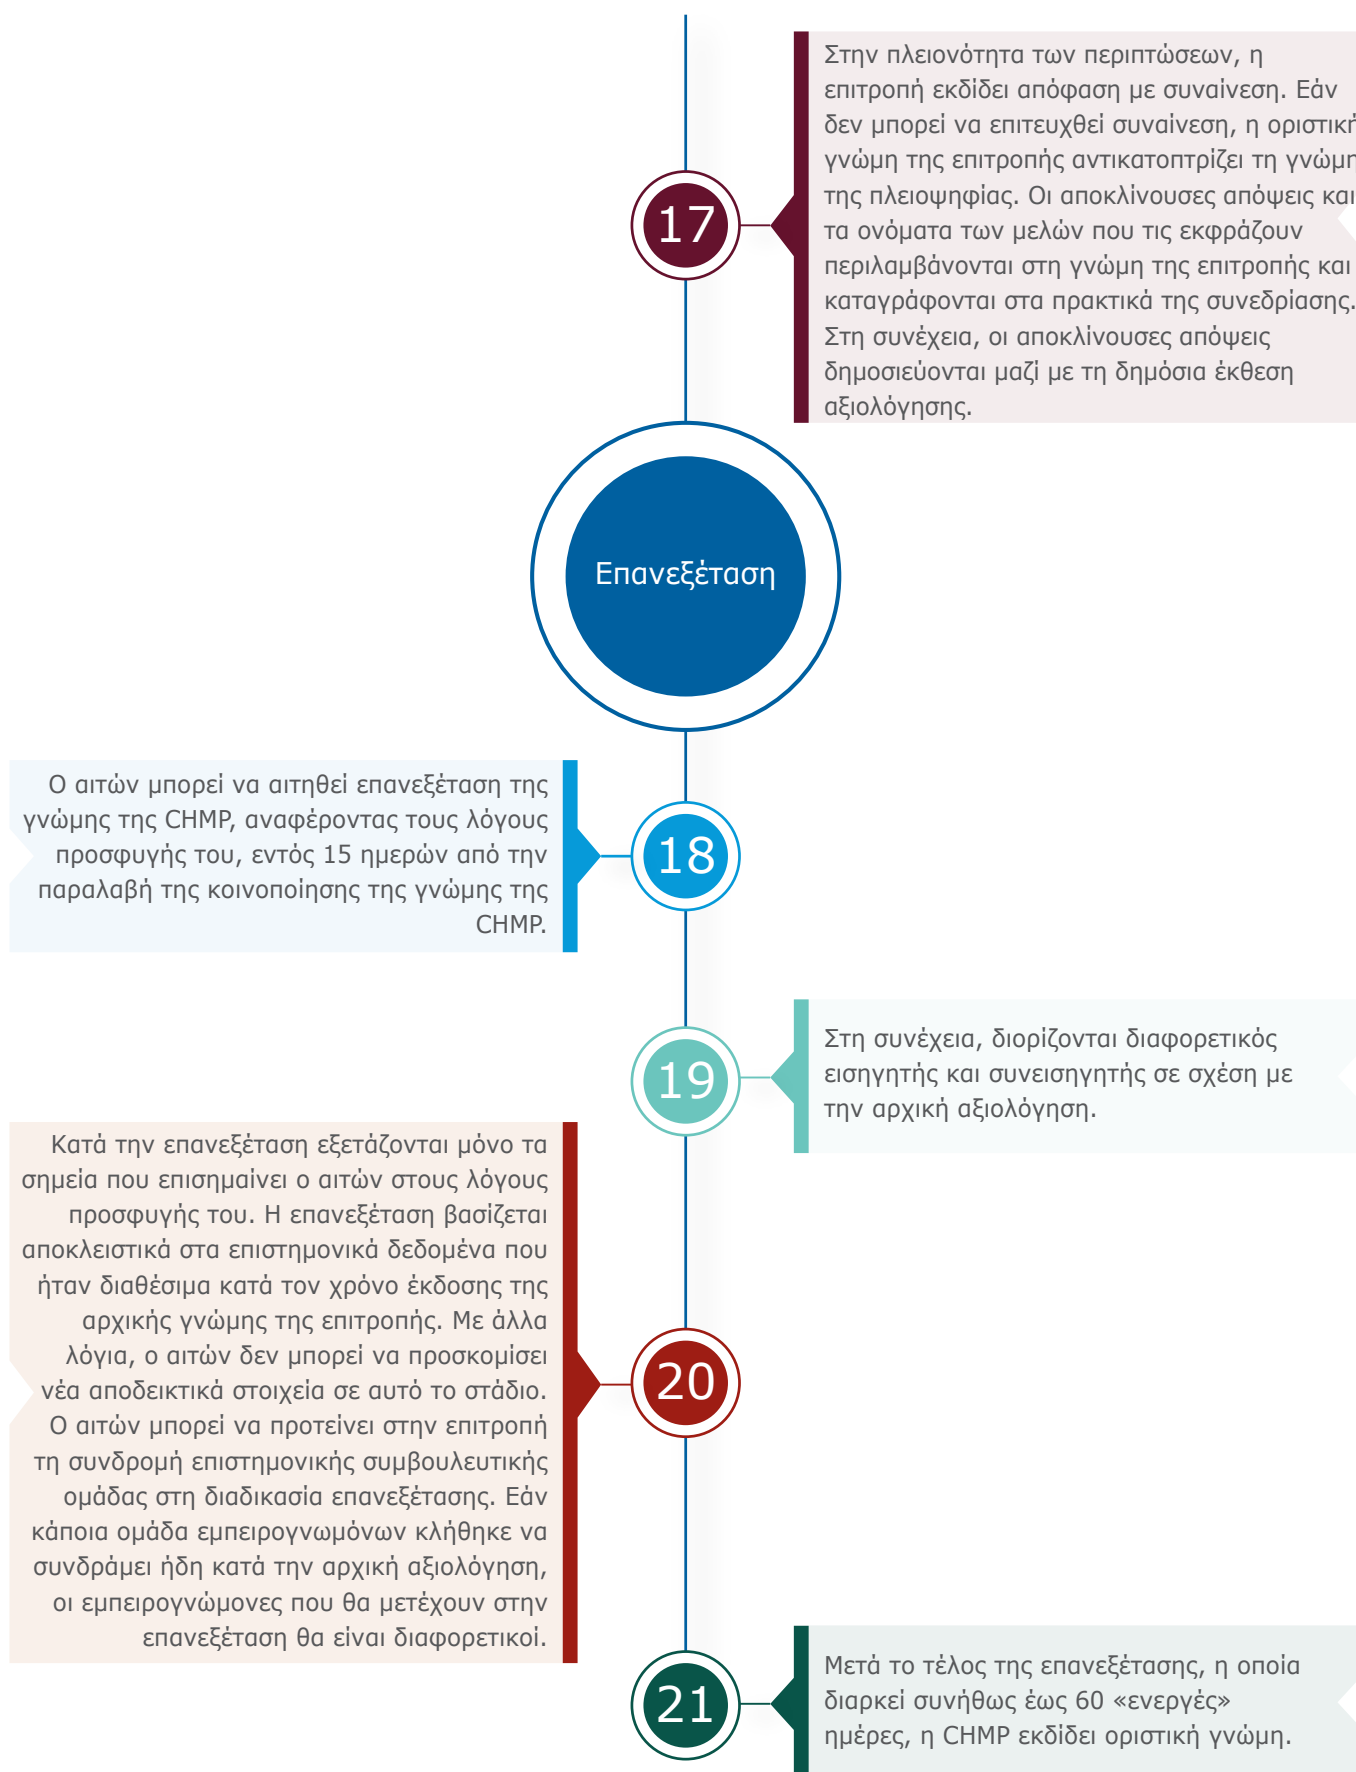 17
Στην πλειονότητα των περιπτώσεων, η
επιτροπή εκδίδει απόφαση με συναίνεση. Εάν
δεν μπορεί να επιτευχθεί συναίνεση, η οριστική
γνώμη της επιτροπής αντικατοπτρίζει τη γνώμη
της πλειοψηφίας. Οι αποκλίνουσες απόψεις και
τα ονόματα των μελών που τις εκφράζουν
περιλαμβάνονται στη γνώμη της επιτροπής και
καταγράφονται στα πρακτικά της συνεδρίασης.
Στη συνέχεια, οι αποκλίνουσες απόψεις
δημοσιεύονται μαζί με τη δημόσια έκθεση
αξιολόγησης.
Επανεξέταση
18
Ο αιτών μπορεί να αιτηθεί επανεξέταση της
γνώμης της CHMP, αναφέροντας τους λόγους
προσφυγής του, εντός 15 ημερών από την
παραλαβή της κοινοποίησης της γνώμης της
CHMP.
19
Στη συνέχεια, διορίζονται διαφορετικός
εισηγητής και συνεισηγητής σε σχέση με
την αρχική αξιολόγηση.
20
Κατά την επανεξέταση εξετάζονται μόνο τα
σημεία που επισημαίνει ο αιτών στους λόγους
προσφυγής του. Η επανεξέταση βασίζεται
αποκλειστικά στα επιστημονικά δεδομένα που
ήταν διαθέσιμα κατά τον χρόνο έκδοσης της
αρχικής γνώμης της επιτροπής. Με άλλα
λόγια, ο αιτών δεν μπορεί να προσκομίσει
νέα αποδεικτικά στοιχεία σε αυτό το στάδιο.
Ο αιτών μπορεί να προτείνει στην επιτροπή
τη συνδρομή επιστημονικής συμβουλευτικής
ομάδας στη διαδικασία επανεξέτασης. Εάν
κάποια ομάδα εμπειρογνωμόνων κλήθηκε να
συνδράμει ήδη κατά την αρχική αξιολόγηση,
οι εμπειρογνώμονες που θα μετέχουν στην
επανεξέταση θα είναι διαφορετικοί.
21
Μετά το τέλος της επανεξέτασης, η οποία
διαρκεί συνήθως έως 60 «ενεργές»
ημέρες, η CHMP εκδίδει οριστική γνώμη.